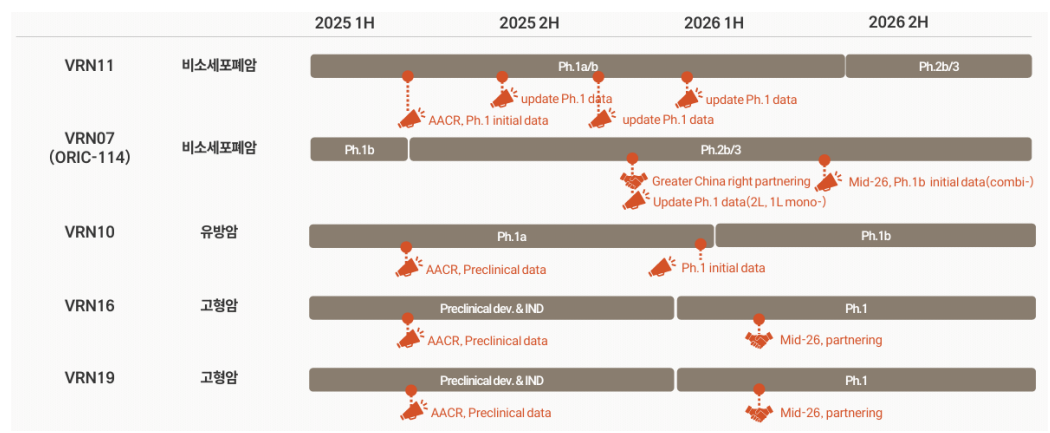 2025 1H 2025 2H 2026 1H 2026 2H
VRN11 비소세포폐암 Ph.1a/b Ph.2b/3
update Ph.1 data update Ph.1 data
AACR, Ph.1 initial data update Ph.1 data
VRN07
(ORIC-114) 비소세포폐암 Ph.1b Ph.2b/3
Greater China right partnering Mid-26, Ph.1b initial data(combi-)
Update Ph.1 data(2L, 1L mono-)
VRN10 유방암 Ph.1a Ph.1b
AACR, Preclinical data Ph.1 initial data
VRN16 고형암 Preclinical dev. & IND Ph.1
AACR, Preclinical data Mid-26, partnering
VRN19 고형암 Preclinical dev. & IND Ph.1
AACR, Preclinical data Mid-26, partnering